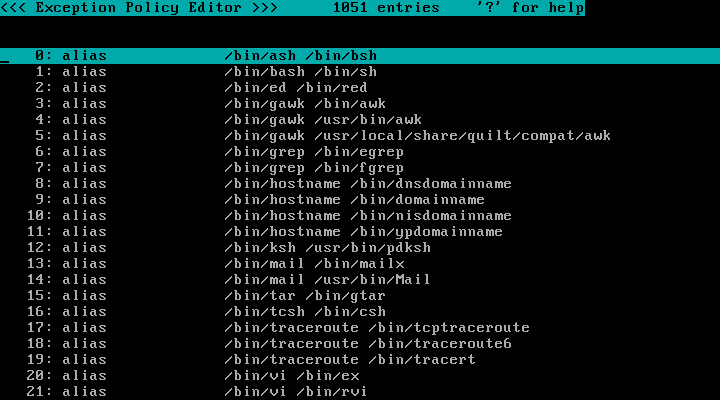 <<< Exception Policy Editor >>> 1051 entries '?' for help
0: alias /bin/ash /bin/bsh
1: alias /bin/bash /bin/sh
2: alias /bin/ed /bin/red
3: alias /bin/gawk /bin/awk
4: alias /bin/gawk /usr/bin/awk
5: alias /bin/gawk /usr/local/share/quilt/compat/awk
6: alias /bin/grep /bin/egrep
7: alias /bin/grep /bin/fgrep
8: alias /bin/hostname /bin/dnsdomainname
9: alias /bin/hostname /bin/domainname
10: alias /bin/hostname /bin/nisdomainname
11: alias /bin/hostname /bin/ypdomainname
12: alias /bin/ksh /usr/bin/pdksh
13: alias /bin/mail /bin/mailx
14: alias /bin/mail /usr/bin/Mail
15: alias /bin/tar /bin/gtar
16: alias /bin/tcsh /bin/csh
17: alias /bin/traceroute /bin/tcptraceroute
18: alias /bin/traceroute /bin/traceroute6
19: alias /bin/traceroute /bin/tracert
20: alias /bin/vi /bin/ex
21: alias /bin/vi /bin/rvi